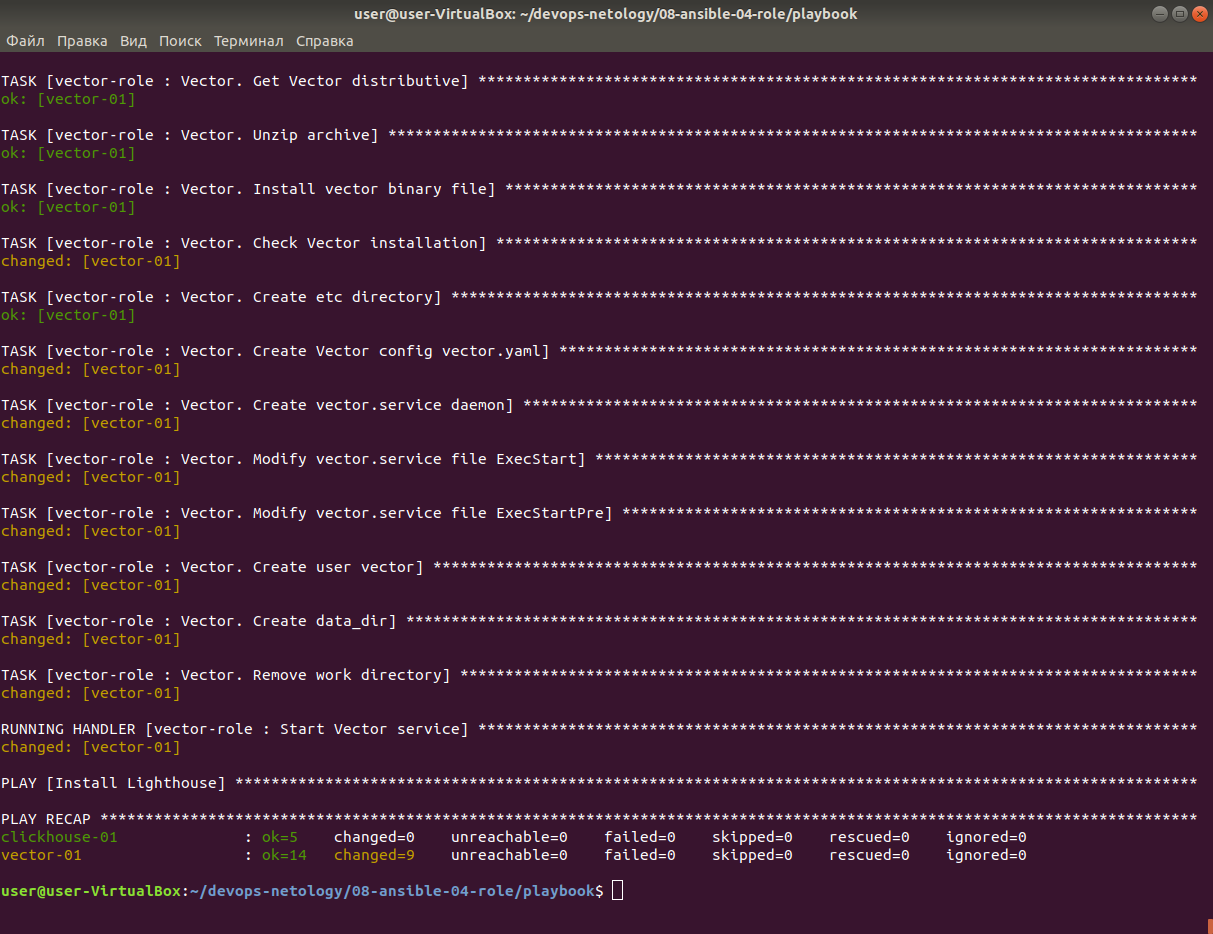 user@user-VirtualBox: ~/devops-netology/08-ansible-04-role/playbook
Файл Правка Вид Поиск Терминал Справка
TASK [vector-role : Vector. Get Vector distributive] ********************************************************************************
ok: [vector-01]
TASK [vector-role : Vector. Unzip archive] ******************************************************************************************
ok: [vector-01]
TASK [vector-role : Vector. Install vector binary file] *****************************************************************************
ok: [vector-01]
TASK [vector-role : Vector. Check Vector installation] ******************************************************************************
changed: [vector-01]
TASK [vector-role : Vector. Create etc directory] ***********************************************************************************
ok: [vector-01]
TASK [vector-role : Vector. Create Vector config vector.yaml] ***********************************************************************
changed: [vector-01]
TASK [vector-role : Vector. Create vector.service daemon] ***************************************************************************
changed: [vector-01]
TASK [vector-role : Vector. Modify vector.service file ExecStart] *******************************************************************
changed: [vector-01]
TASK [vector-role : Vector. Modify vector.service file ExecStartPre] ****************************************************************
changed: [vector-01]
TASK [vector-role : Vector. Create user vector] *************************************************************************************
changed: [vector-01]
TASK [vector-role : Vector. Create data_dir] ****************************************************************************************
changed: [vector-01]
TASK [vector-role : Vector. Remove work directory] **********************************************************************************
changed: [vector-01]
RUNNING HANDLER [vector-role : Start Vector service] ********************************************************************************
changed: [vector-01]
PLAY [Install Lighthouse] ***********************************************************************************************************
PLAY RECAP **************************************************************************************************************************
clickhouse-01              : ok=5    changed=0    unreachable=0    failed=0    skipped=0    rescued=0    ignored=0
vector-01                  : ok=14   changed=9    unreachable=0    failed=0    skipped=0    rescued=0    ignored=0
user@user-VirtualBox:~/devops-netology/08-ansible-04-role/playbook$